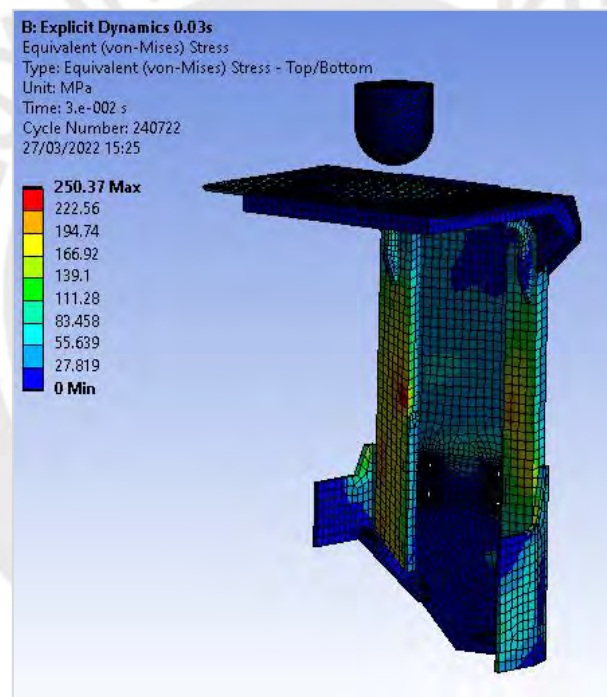 B: Explicit Dynamics 0.03s
Equivalent (von-Mises) Stress
Type: Equivalent (von-Mises) Stress - Top/Bottom
Unit: MPa
Time: 3.e-002 s
Cycle Number: 240722
27/03/2022 15:25
250.37 Max
222.56
194.74
166.92
139.1
111.28
83.458
55.639
27.819
0 Min